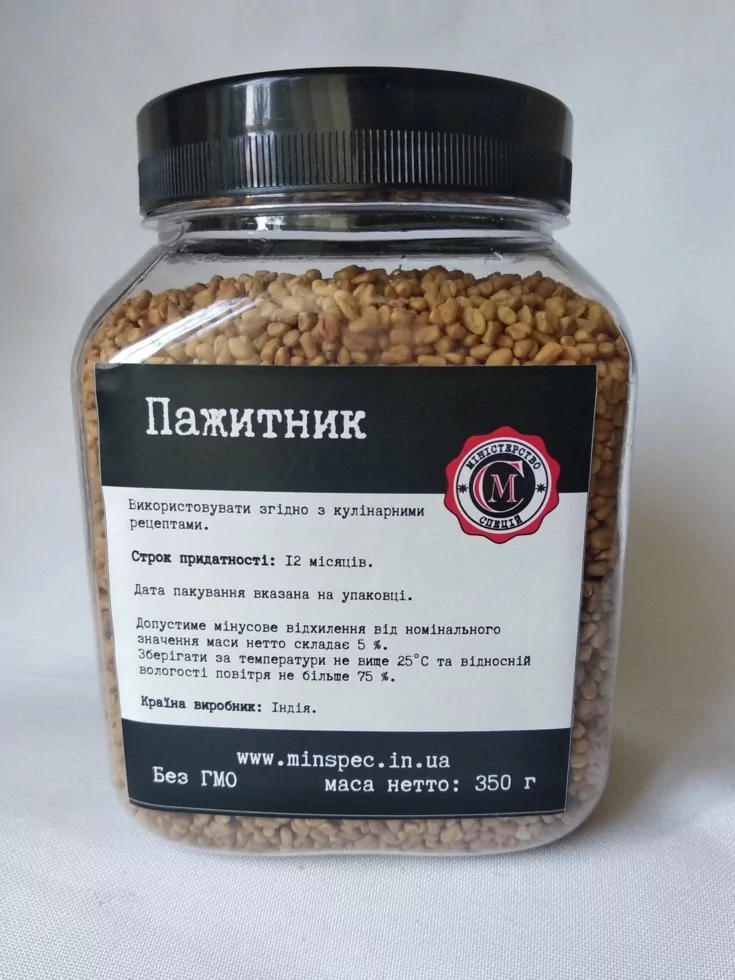 Пажитник
МІНІСТЕРСТВО
СМ
СПЕЦІЙ
Використовувати згідно з кулінарними
рецептами.
Строк придатності: I2 місяців.
Дата пакування вказана на упаковці.
Допустиме мінусове відхилення від номінального
значення маси нетто складає 5 %.
Зберігати за температури не вище 25°С та відносній
вологості повітря не більше 75 %.
Країна виробник: Індія.
www.minspec.in.ua
Без ГМО
маса нетто: 350 г